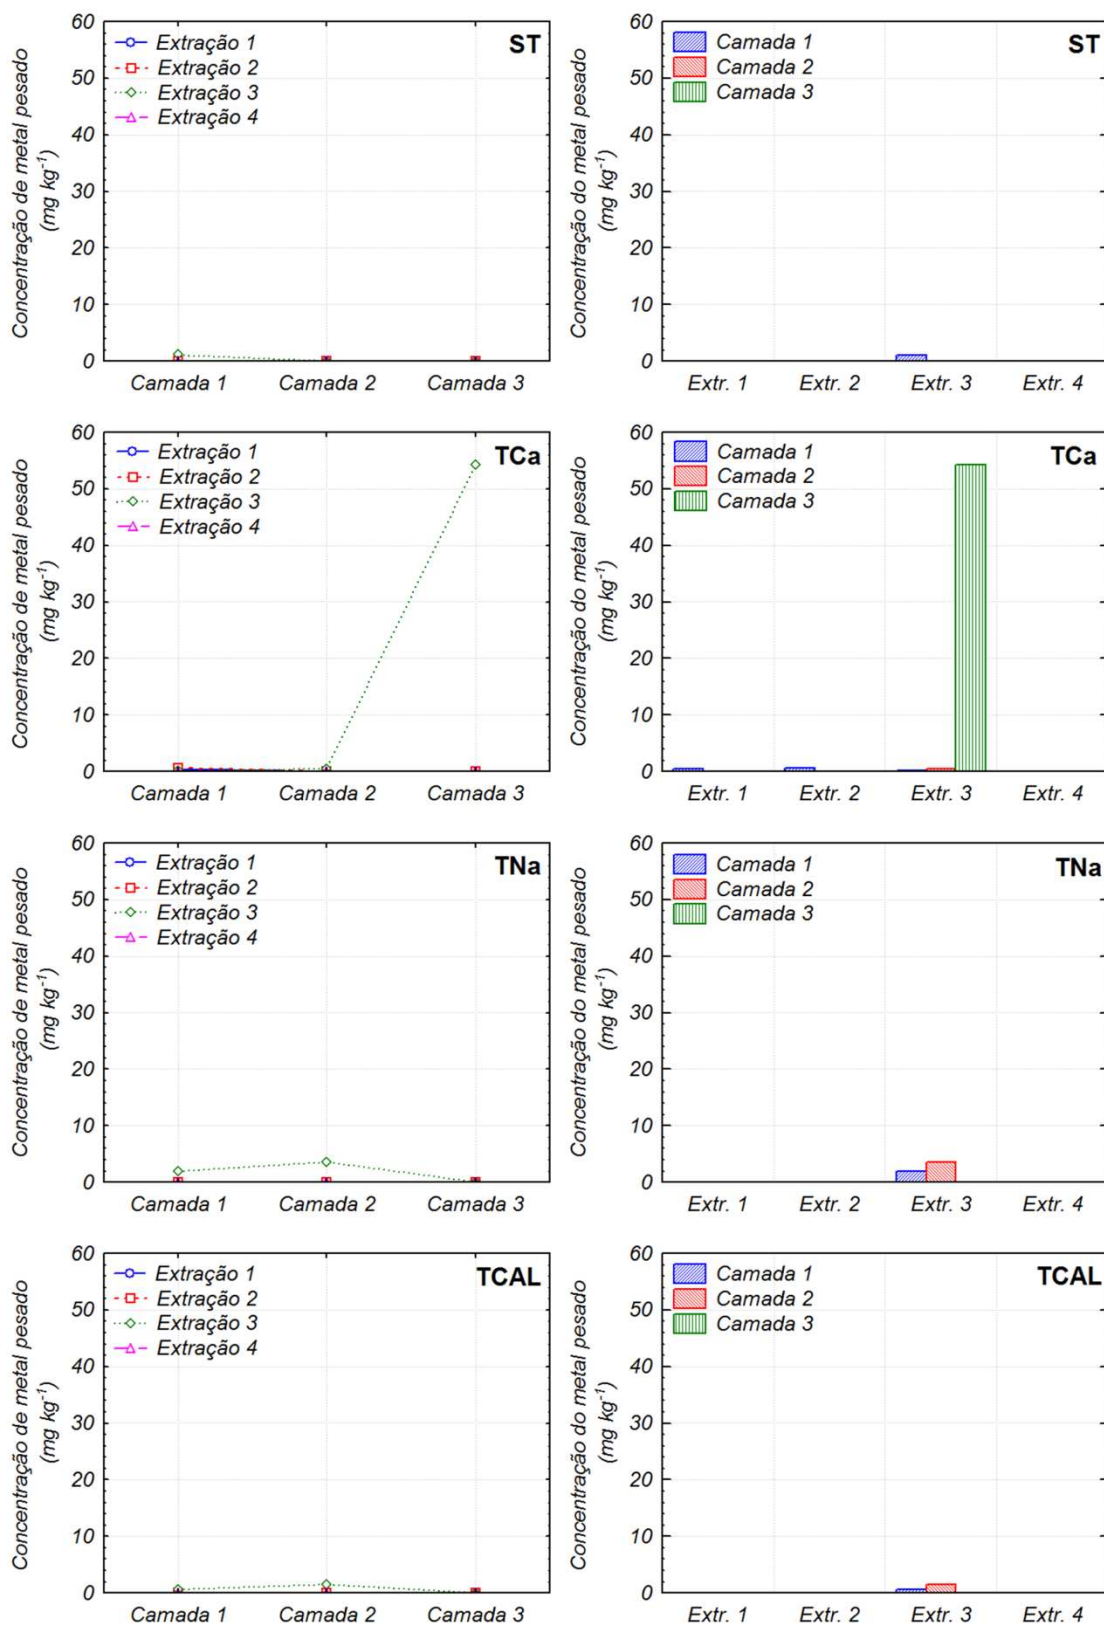 Concentração de metal pesado
(mg kg-1)
60
50
40
30
20
10
0
Extração 1
Extração 2
Extração 3
Extração 4
ST
Camada 1
Camada 2
Camada 3
Concentração do metal pesado
(mg kg-1)
60
50
40
30
20
10
0
Camada 1
Camada 2
Camada 3
ST
Extr. 1
Extr. 2
Extr. 3
Extr. 4
Concentração de metal pesado
(mg kg-1)
60
50
40
30
20
10
0
Extração 1
Extração 2
Extração 3
Extração 4
TCa
Camada 1
Camada 2
Camada 3
Concentração do metal pesado
(mg kg-1)
60
50
40
30
20
10
0
Camada 1
Camada 2
Camada 3
TCa
Extr. 1
Extr. 2
Extr. 3
Extr. 4
Concentração de metal pesado
(mg kg-1)
60
50
40
30
20
10
0
Extração 1
Extração 2
Extração 3
Extração 4
TNa
Camada 1
Camada 2
Camada 3
Concentração do metal pesado
(mg kg-1)
60
50
40
30
20
10
0
Camada 1
Camada 2
Camada 3
TNa
Extr. 1
Extr. 2
Extr. 3
Extr. 4
Concentração de metal pesado
(mg kg-1)
60
50
40
30
20
10
0
Extração 1
Extração 2
Extração 3
Extração 4
TCAL
Camada 1
Camada 2
Camada 3
Concentração do metal pesado
(mg kg-1)
60
50
40
30
20
10
0
Camada 1
Camada 2
Camada 3
TCAL
Extr. 1
Extr. 2
Extr. 3
Extr. 4